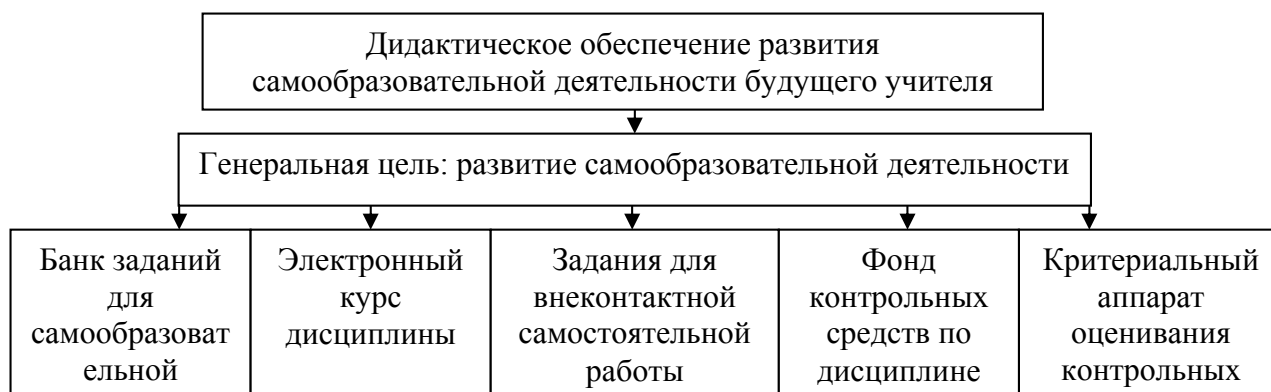 Дидактическое обеспечение развития
самообразовательной деятельности будущего учителя
Генеральная цель: развитие самообразовательной деятельности
Банк заданий
для
самообразоват
ельной
Электронный
курс
дисциплины
Задания для
внеконтактной
самостоятельной
работы
Фонд
контрольных
средств по
дисциплине
Критериальный
аппарат
оценивания
контрольных